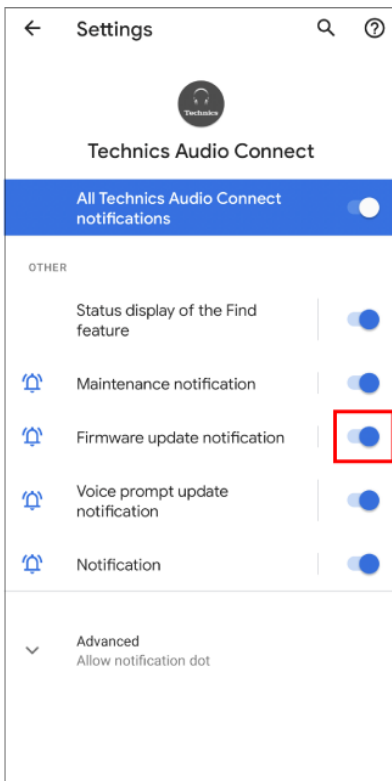 Settings
Technics
Technics Audio Connect
All Technics Audio Connect
notifications
OTHER
Status display of the Find
feature
Maintenance notification
Firmware update notification
Voice prompt update
notification
Notification
Advanced
Allow notification dot